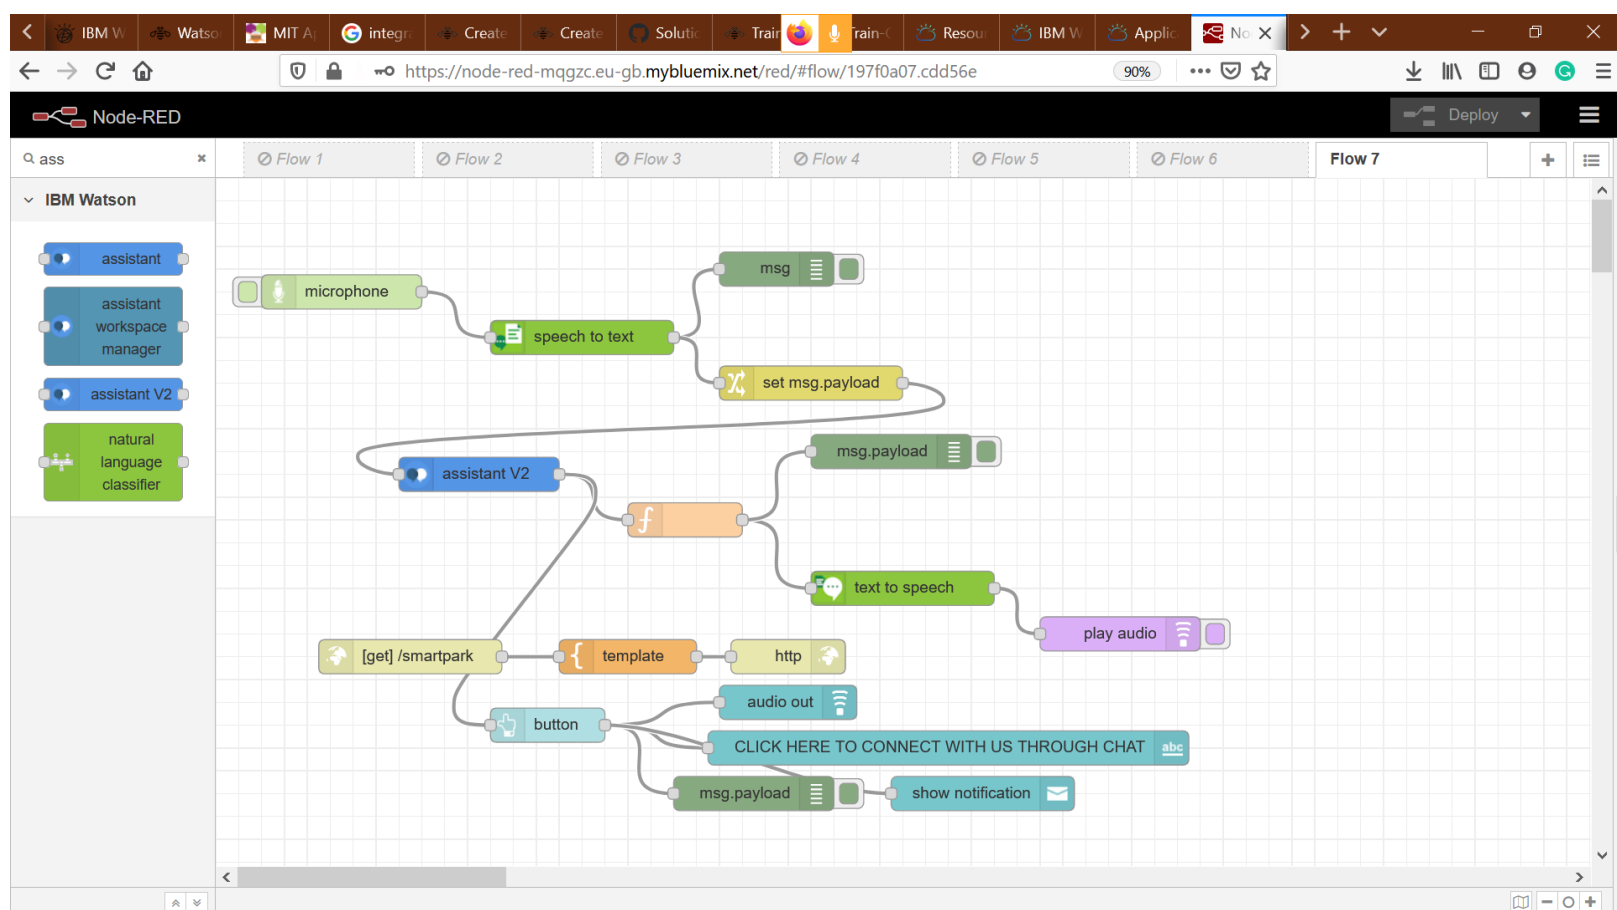 IBM W
Watso
MIT A
integr
Create
Create
Solutio
Train
Train-
Resour
IBM W
Applic
No
https://node-red-mqgzc.eu-gb.mybluemix.net/red/#flow/197f0a07.cdd56e
90%
Node-RED
Deploy
ass
Flow 1
Flow 2
Flow 3
Flow 4
Flow 5
Flow 6
Flow 7
IBM Watson
assistant
assistant
workspace
manager
assistant V2
natural
language
classifier
microphone
msg
speech to text
set msg.payload
msg.payload
assistant V2
f
text to speech
play audio
[get] /smartpark
template
http
audio out
button
CLICK HERE TO CONNECT WITH US THROUGH CHAT
abc
msg.payload
show notification